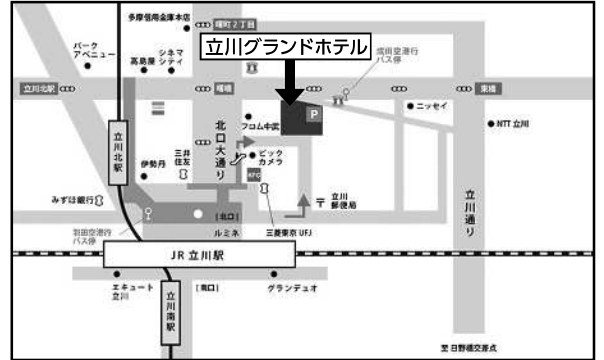 多摩信用金庫本店
曙町2丁目
立川グランドホテル
成田空港行
バス停
パーク
アベニュー
高島屋
シネマ
シティ
立川北駅
曙橋
東橋
P
ニッセイ
フロム中武
NTT 立川
立川北駅
北口大通り
伊勢丹
三井
住友
ビック
カメラ
KFC
みずほ銀行
立川
郵便局
立川通り
羽田空港行
バス停
[北口]
ルミネ
三菱東京 UFJ
JR 立川駅
エキュート
立川
[南口]
グランデュオ
立川南駅
至 日野橋交差点